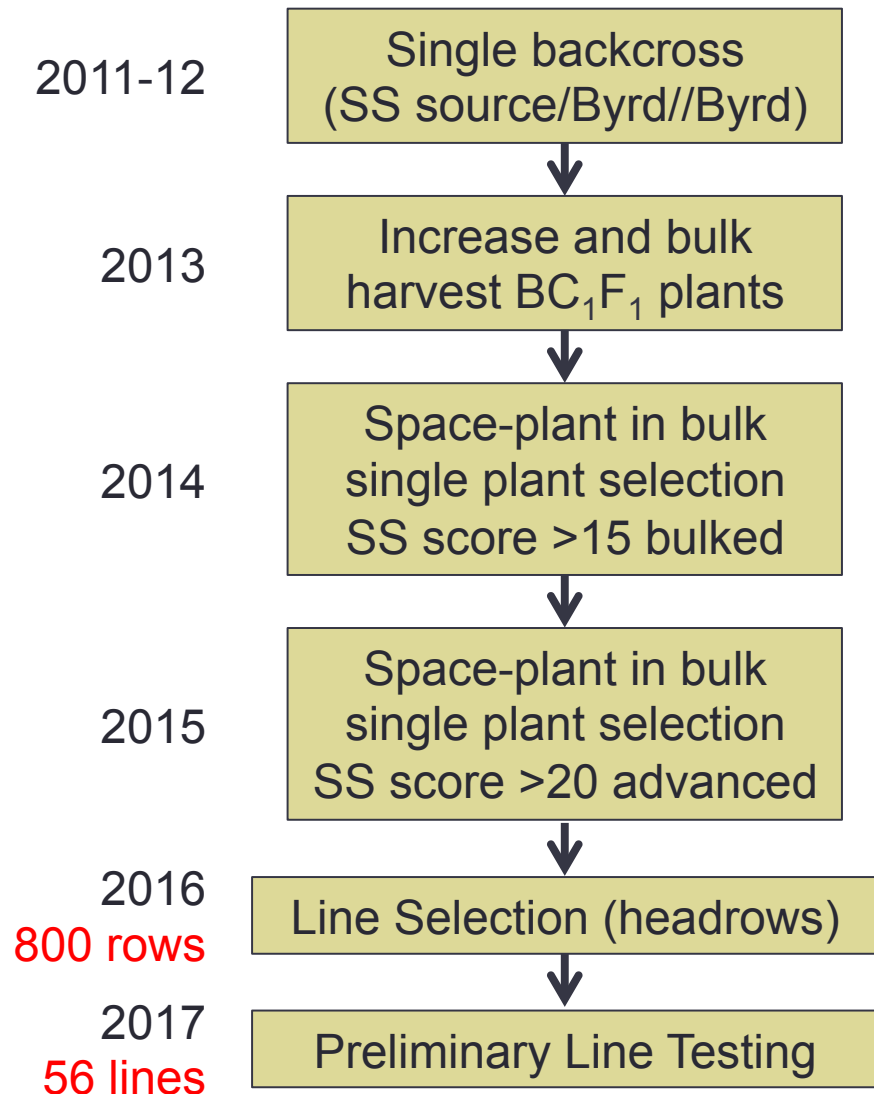 2011-12
Single backcross
(SS source/Byrd//Byrd)
2013
Increase and bulk
harvest BC₁F₁ plants
2014
Space-plant in bulk
single plant selection
SS score >15 bulked
2015
Space-plant in bulk
single plant selection
SS score >20 advanced
2016
800 rows
Line Selection (headrows)
2017
56 lines
Preliminary Line Testing